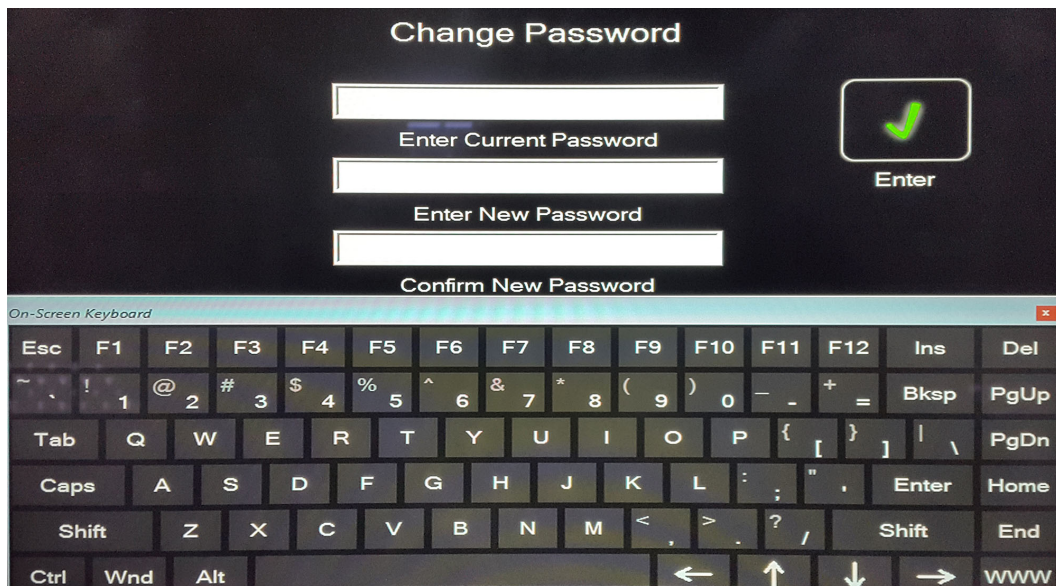 Change Password
Enter Current Password
Enter
Enter New Password
Confirm New Password
On-Screen Keyboard
Esc F1 F2 F3 F4 F5 F6 F7 F8 F9 F10 F11 F12 Ins Del
~ ` ! 1 @ 2 # 3 $ 4 % 5 ^ 6 & 7 * 8 ( 9 ) 0 _ - + = Bksp PgUp
Tab Q W E R T Y U I O P { [ } ] | \ PgDn
Caps A S D F G H J K L : ; " ' Enter Home
Shift Z X C V B N M < , > . ? / Shift End
Ctrl Wnd Alt ← ↑ ↓ → WWW